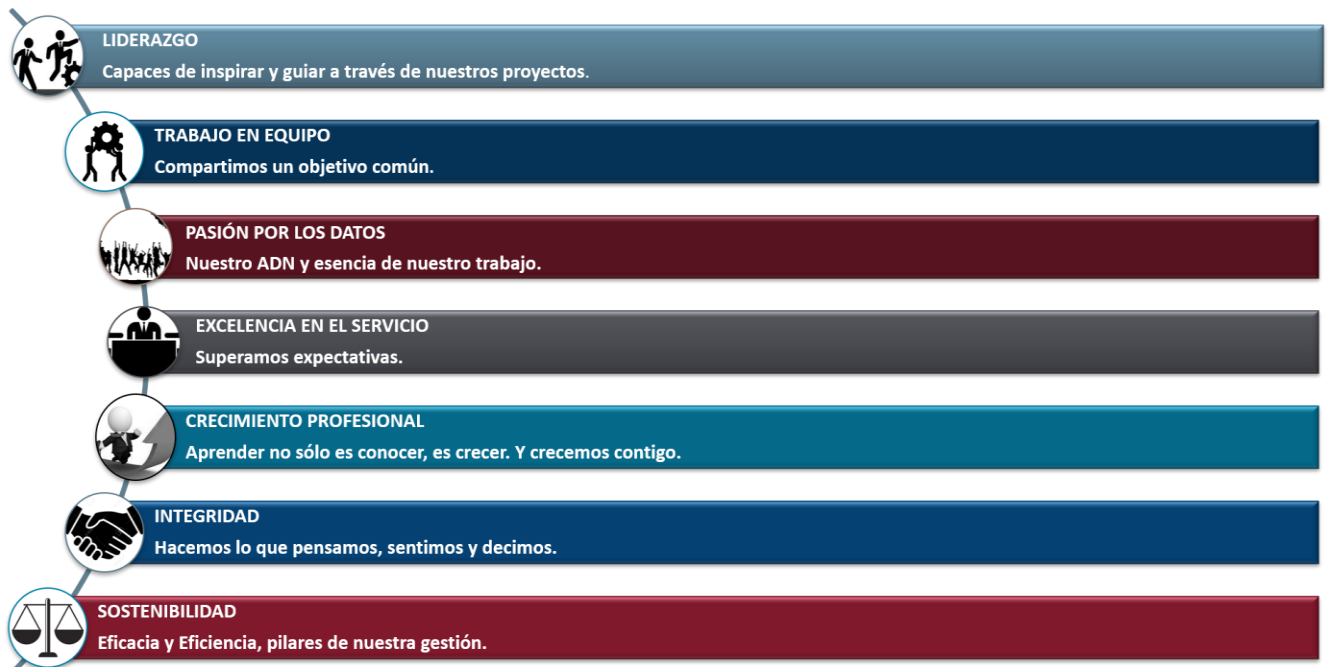 LIDERAZGO
Capaces de inspirar y guiar a través de nuestros proyectos.
TRABAJO EN EQUIPO
Compartimos un objetivo común.
PASIÓN POR LOS DATOS
Nuestro ADN y esencia de nuestro trabajo.
EXCELENCIA EN EL SERVICIO
Superamos expectativas.
CRECIMIENTO PROFESIONAL
Aprender no sólo es conocer, es crecer. Y crecemos contigo.
INTEGRIDAD
Hacemos lo que pensamos, sentimos y decimos.
SOSTENIBILIDAD
Eficacia y Eficiencia, pilares de nuestra gestión.